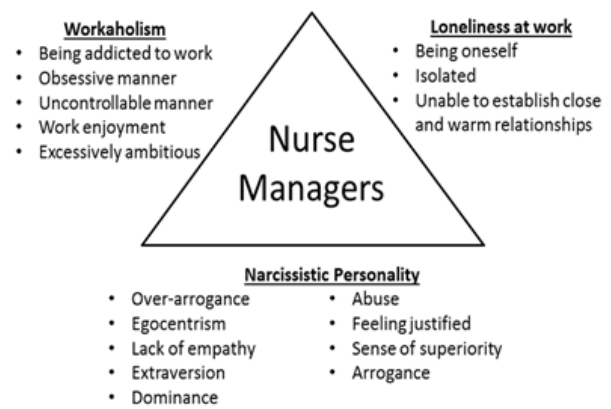 Workaholism
• Being addicted to work
• Obsessive manner
• Uncontrollable manner
• Work enjoyment
• Excessively ambitious
Loneliness at work
• Being oneself
• Isolated
• Unable to establish close
and warm relationships
Nurse
Managers
Narcissistic Personality
• Over-arrogance
• Egocentrism
• Lack of empathy
• Extraversion
• Dominance
• Abuse
• Feeling justified
• Sense of superiority
• Arrogance